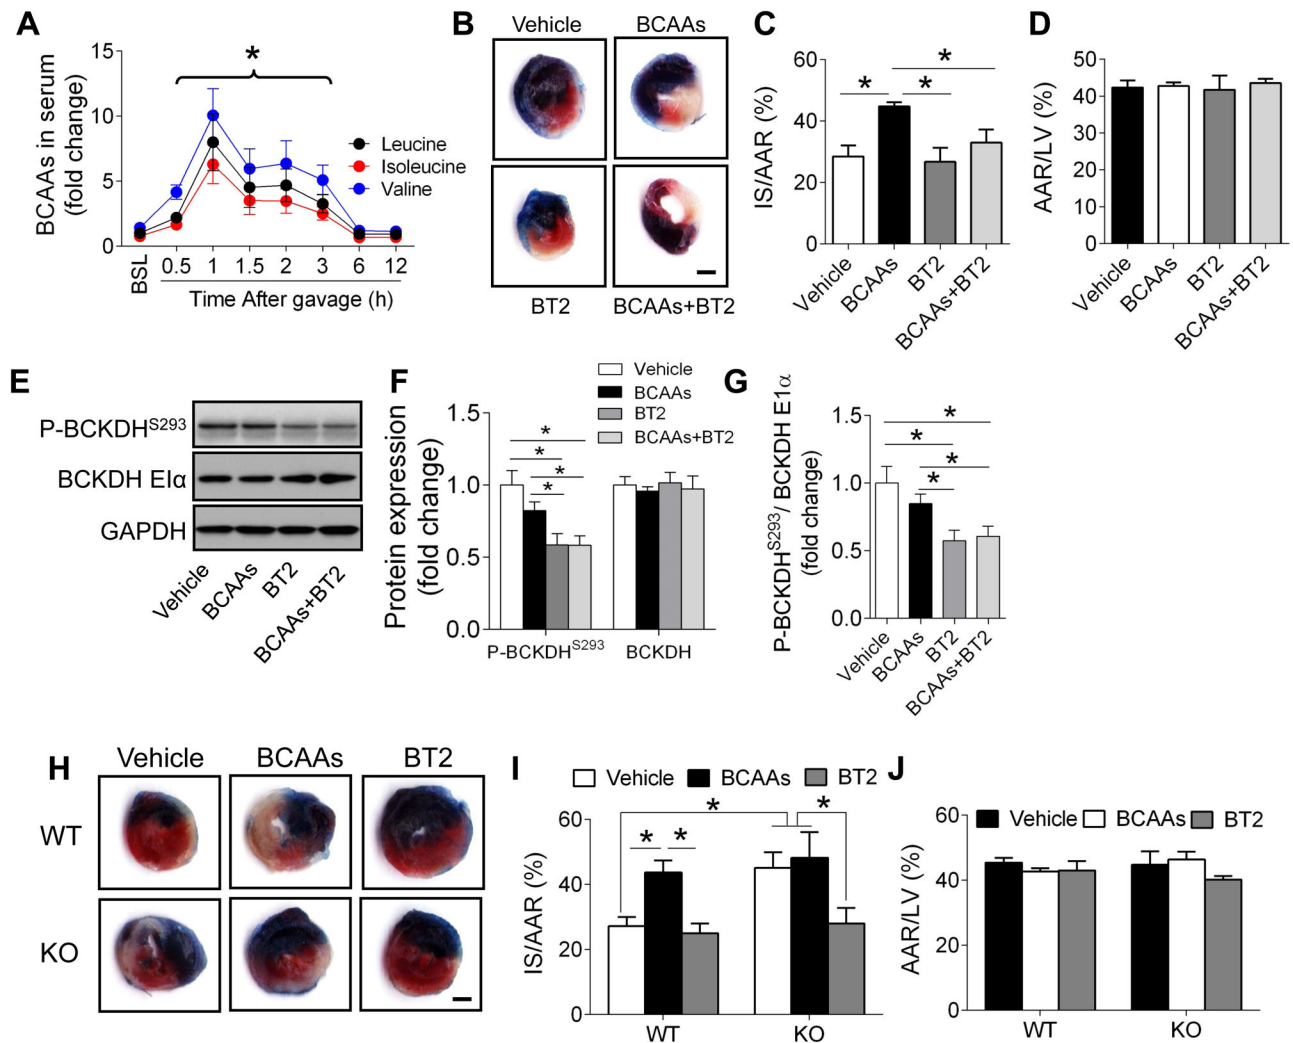 A
BCAAs in serum
(fold change)
15
10
5
0
*
Leucine
Isoleucine
Valine
BSL
0.5 1 1.5 2 3 6 12
Time After gavage (h)
B
Vehicle BCAAs
BT2 BCAAs+BT2
C
IS/AAR (%)
60
40
20
0
* * *
Vehicle
BCAAs
BT2
BCAAs+BT2
D
AAR/LV (%)
50
40
30
20
10
0
Vehicle
BCAAs
BT2
BCAAs+BT2
E
P-BCKDHS293
BCKDH EIα
GAPDH
Vehicle
BCAAs
BT2
BCAAs+BT2
F
Vehicle
BCAAs
BT2
BCAAs+BT2
Protein expression
(fold change)
1.5
1.0
0.5
0.0
*
*
*
*
P-BCKDHS293 BCKDH
G
P-BCKDHS293/ BCKDH E1α
(fold change)
1.5
1.0
0.5
0.0
*
*
*
*
Vehicle
BCAAs
BT2
BCAAs+BT2
H
Vehicle BCAAs BT2
WT
KO
I
Vehicle BCAAs BT2
IS/AAR (%)
60
40
20
0
* * * *
WT KO
J
Vehicle BCAAs BT2
AAR/LV (%)
60
40
20
0
WT KO